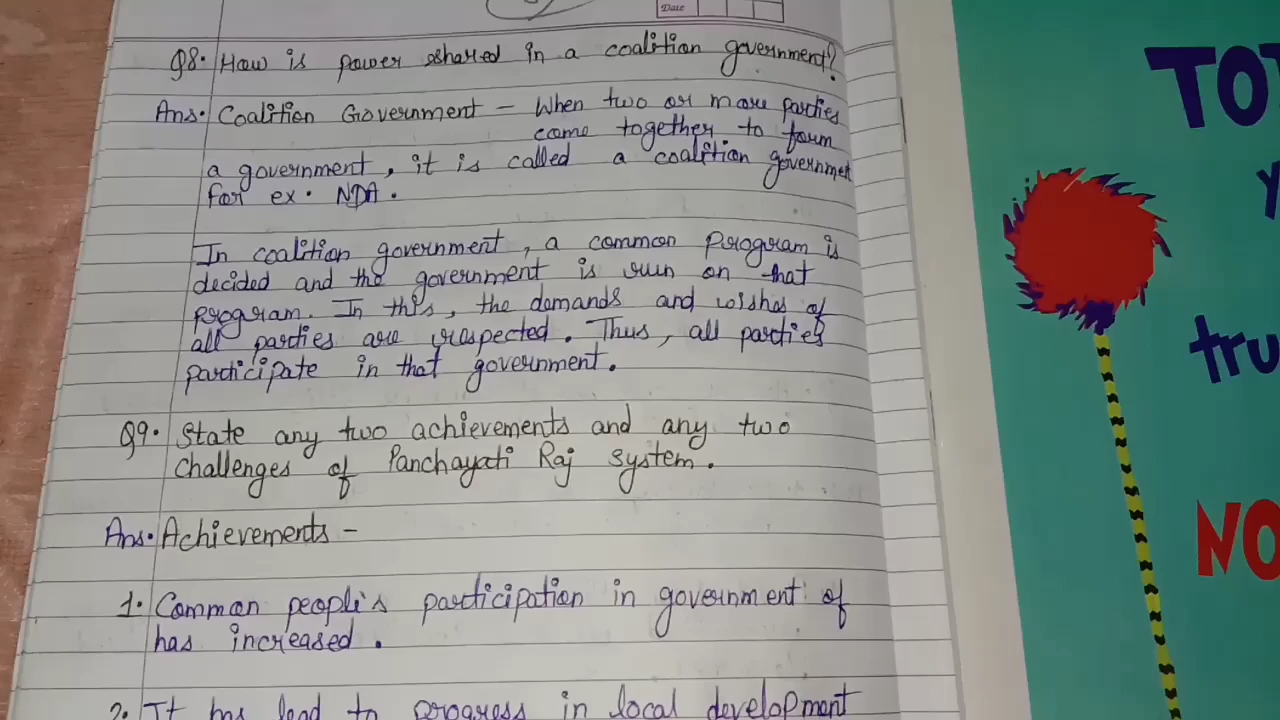 Date
Q8. How is power shared in a coalition government?
Ans. Coalition Government - When two or more parties
come together to form
a government, it is called a coalition governmet
for ex. NDA.
In coalition government, a common program is
decided and the government is run on that
program. In this, the demands and wishes of
all parties are respected. Thus, all parties
participate in that government.
Q9. State any two achievements and any two
challenges of Panchayati Raj System.
Ans. Achievements -
1. Common people's participation in government of
has increased.
2. It has lead to progress in local development
TOT
Y
tru
NO